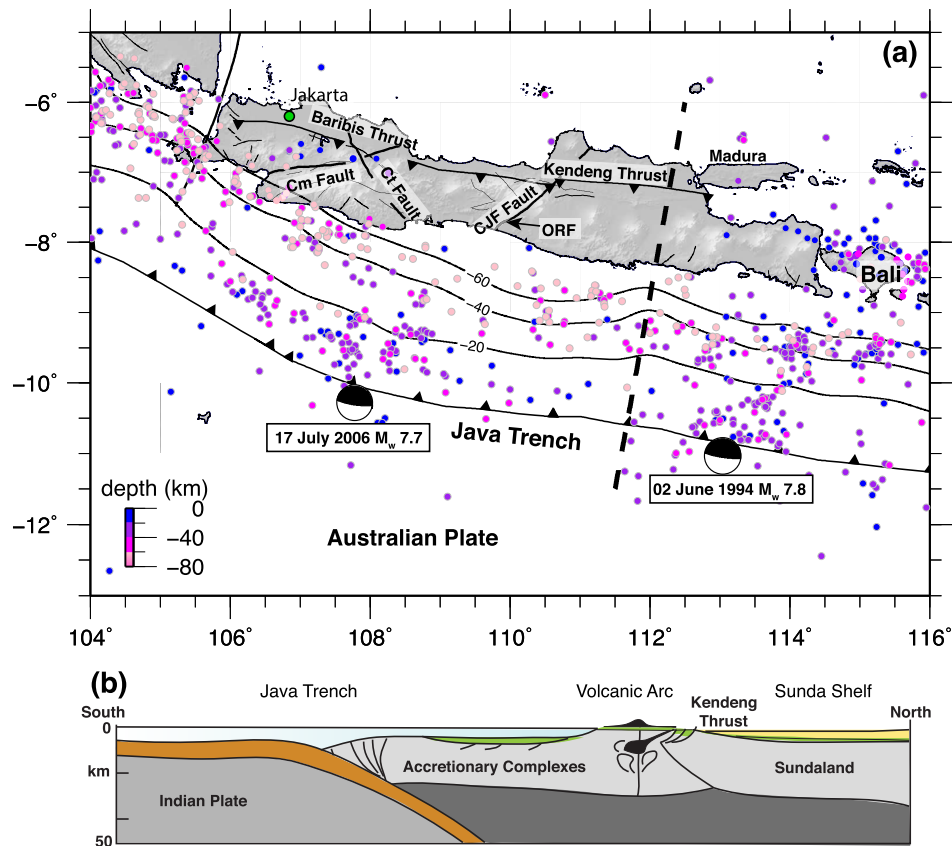 (a)
−6°
Jakarta
Baribis Thrust
Madura
Kendeng Thrust
Cm Fault
Ct Fault
CJF Fault
ORF
−8°
Bali
−60
−40
−20
−10°
17 July 2006 Mw 7.7
Java Trench
02 June 1994 Mw 7.8
depth (km)
0
−40
−80
−12°
Australian Plate
104°
106°
108°
110°
112°
114°
116°
(b)
Java Trench
Volcanic Arc
Sunda Shelf
South
Kendeng
Thrust
North
0
km
Accretionary Complexes
Sundaland
Indian Plate
50